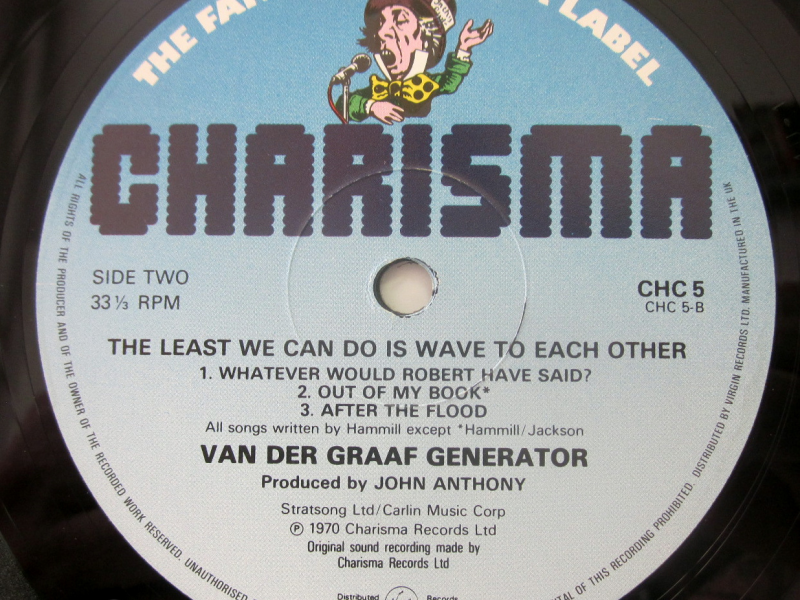 THE LABEL
CHARISMA
SIDE TWO
33⅓ RPM
CHC 5
CHC 5-B
THE LEAST WE CAN DO IS WAVE TO EACH OTHER
1. WHATEVER WOULD ROBERT HAVE SAID?
2. OUT OF MY BOOK*
3. AFTER THE FLOOD
All songs written by Hammill except *Hammill/Jackson
VAN DER GRAAF GENERATOR
Produced by JOHN ANTHONY
Stratsong Ltd/Carlin Music Corp
Ⓟ 1970 Charisma Records Ltd
Original sound recording made by
Charisma Records Ltd
Distributed Records
ALL RIGHTS OF THE PRODUCER AND OF THE OWNER OF THE RECORDED WORK RESERVED. UNAUTHORISED
OF THIS RECORDING PROHIBITED. DISTRIBUTED BY VIRGIN RECORDS LTD. MANUFACTURED IN THE UK